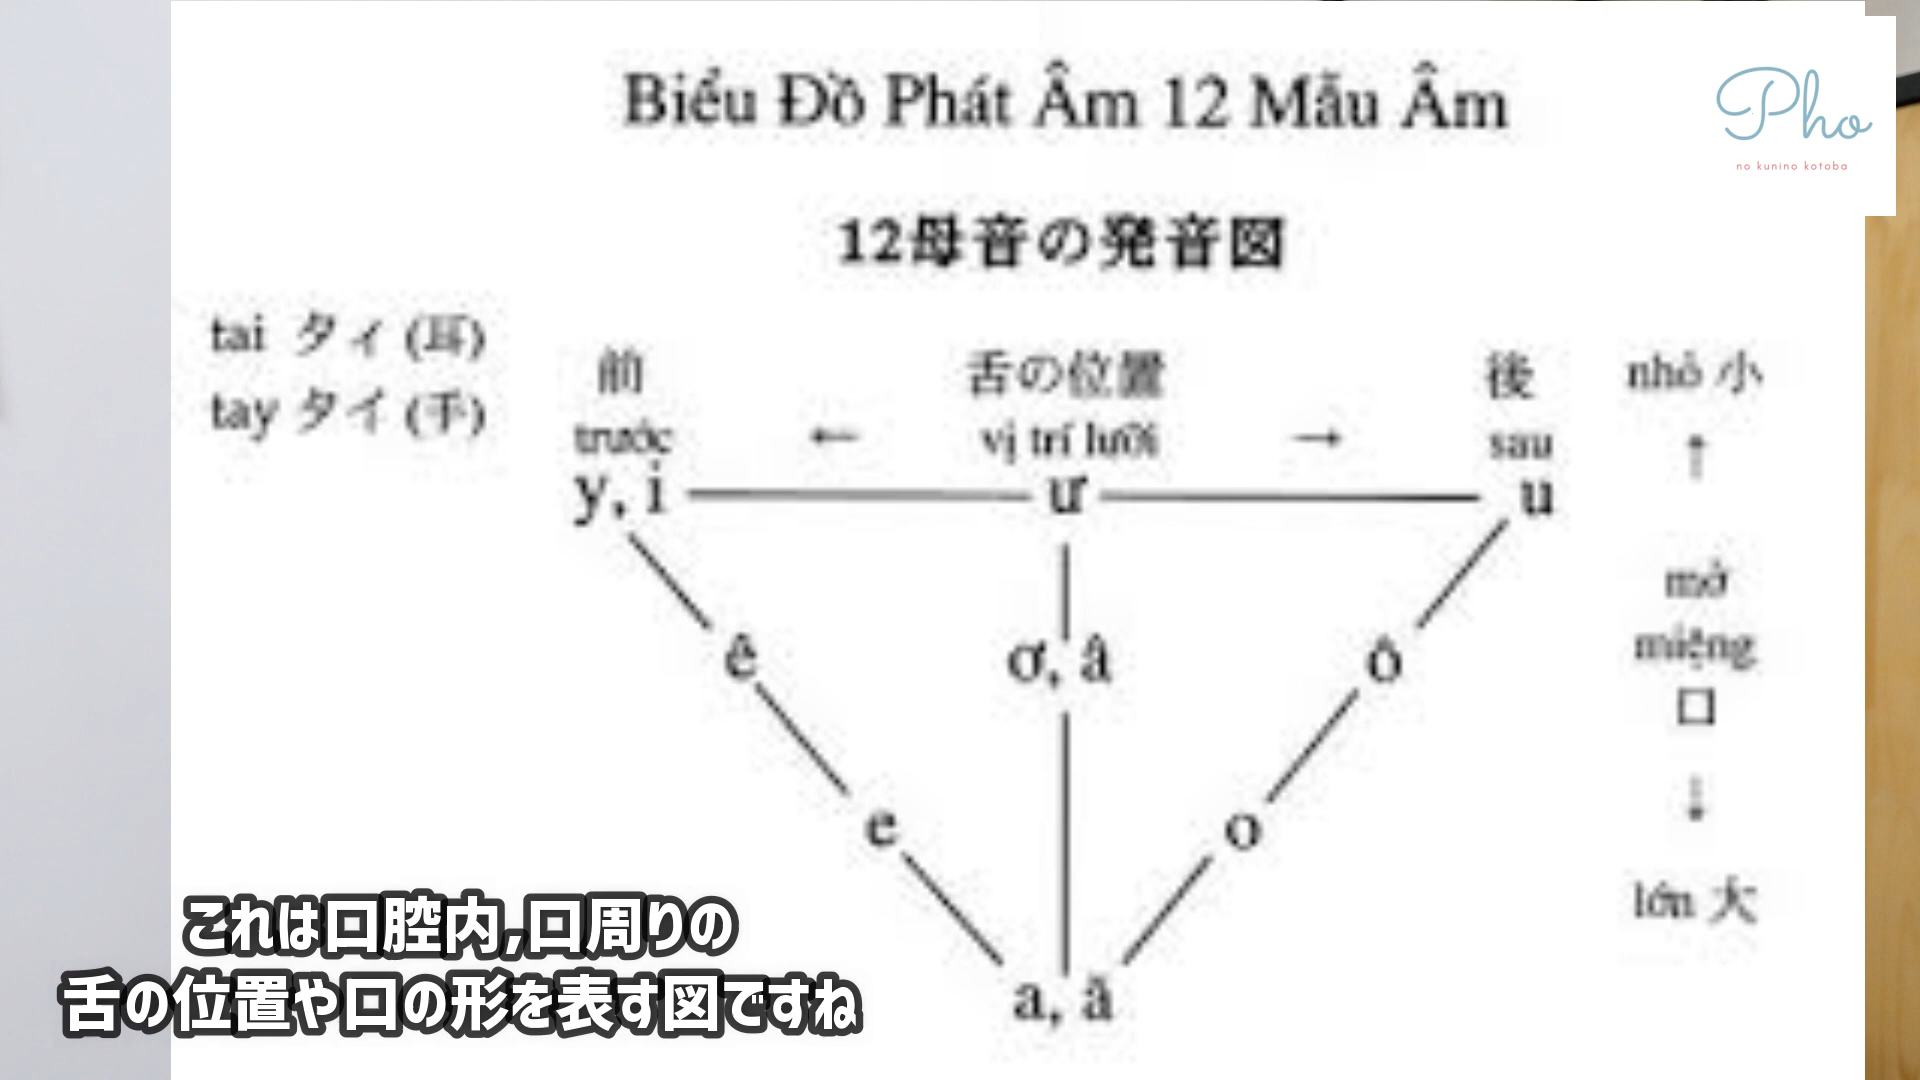 Biểu Đồ Phát Âm 12 Mẫu Âm
Pho
no kunino kotoba
12母音の発音図
tai タィ (耳)
tay タイ (手)
前 舌の位置 後 nhỏ 小
trước ← vị trí lưỡi → sau ↑
y, i ư u
mở
miệng
口
ê ơ, â ô
↓
e o
lớn 大
a, ă
これは口腔内,口周りの
舌の位置や口の形を表す図ですね